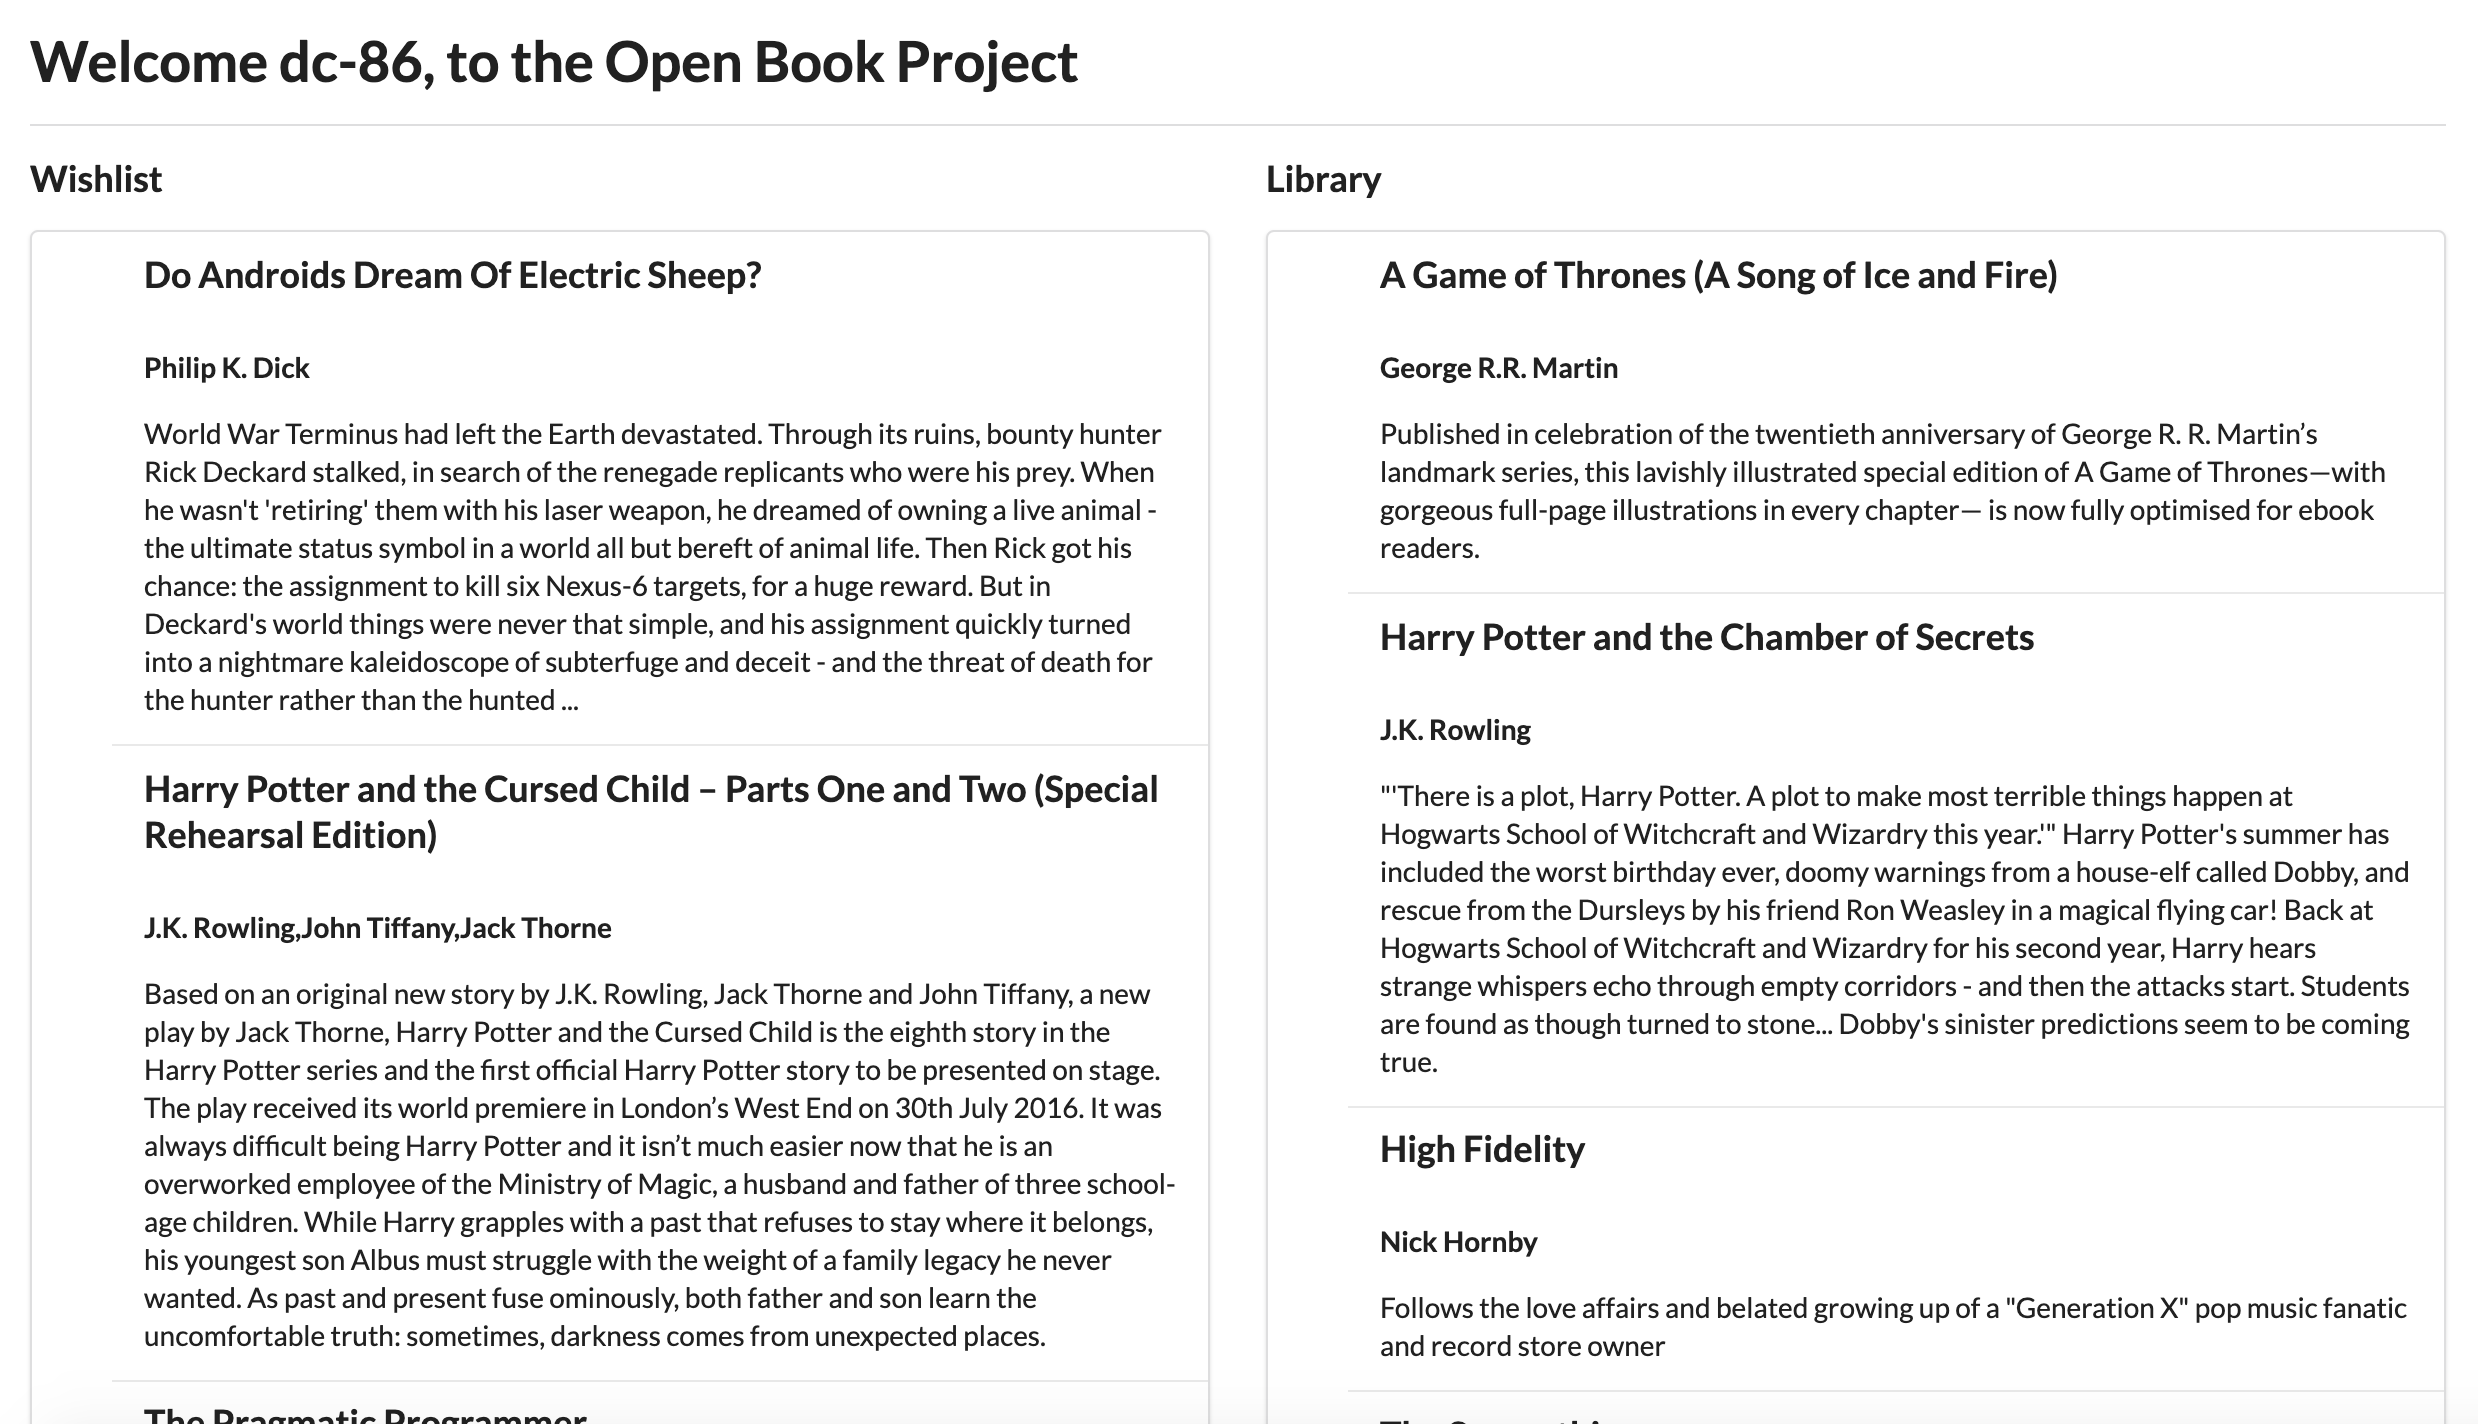 Welcome dc-86, to the Open Book Project
Wishlist
Do Androids Dream Of Electric Sheep?
Philip K. Dick
World War Terminus had left the Earth devastated. Through its ruins, bounty hunter
Rick Deckard stalked, in search of the renegade replicants who were his prey. When
he wasn't 'retiring' them with his laser weapon, he dreamed of owning a live animal -
the ultimate status symbol in a world all but bereft of animal life. Then Rick got his
chance: the assignment to kill six Nexus-6 targets, for a huge reward. But in
Deckard's world things were never that simple, and his assignment quickly turned
into a nightmare kaleidoscope of subterfuge and deceit - and the threat of death for
the hunter rather than the hunted ...
Harry Potter and the Cursed Child – Parts One and Two (Special
Rehearsal Edition)
J.K. Rowling,John Tiffany,Jack Thorne
Based on an original new story by J.K. Rowling, Jack Thorne and John Tiffany, a new
play by Jack Thorne, Harry Potter and the Cursed Child is the eighth story in the
Harry Potter series and the first official Harry Potter story to be presented on stage.
The play received its world premiere in London’s West End on 30th July 2016. It was
always difficult being Harry Potter and it isn’t much easier now that he is an
overworked employee of the Ministry of Magic, a husband and father of three school-
age children. While Harry grapples with a past that refuses to stay where it belongs,
his youngest son Albus must struggle with the weight of a family legacy he never
wanted. As past and present fuse ominously, both father and son learn the
uncomfortable truth: sometimes, darkness comes from unexpected places.
The Pragmatic Programmer
Library
A Game of Thrones (A Song of Ice and Fire)
George R.R. Martin
Published in celebration of the twentieth anniversary of George R. R. Martin’s
landmark series, this lavishly illustrated special edition of A Game of Thrones—with
gorgeous full-page illustrations in every chapter— is now fully optimised for ebook
readers.
Harry Potter and the Chamber of Secrets
J.K. Rowling
"'There is a plot, Harry Potter. A plot to make most terrible things happen at
Hogwarts School of Witchcraft and Wizardry this year.'" Harry Potter's summer has
included the worst birthday ever, doomy warnings from a house-elf called Dobby, and
rescue from the Dursleys by his friend Ron Weasley in a magical flying car! Back at
Hogwarts School of Witchcraft and Wizardry for his second year, Harry hears
strange whispers echo through empty corridors - and then the attacks start. Students
are found as though turned to stone... Dobby's sinister predictions seem to be coming
true.
High Fidelity
Nick Hornby
Follows the love affairs and belated growing up of a "Generation X" pop music fanatic
and record store owner